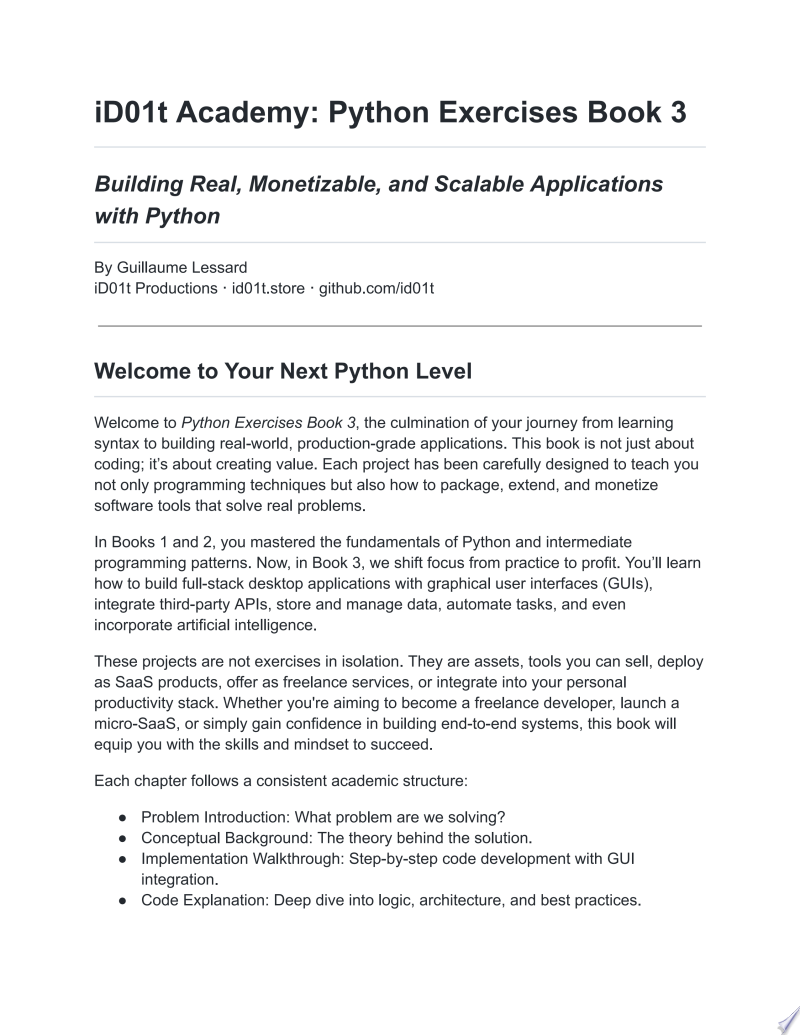 iD01t Academy: Python Exercises Book 3
Building Real, Monetizable, and Scalable Applications
with Python
By Guillaume Lessard
iD01t Productions · id01t.store · github.com/id01t
Welcome to Your Next Python Level
Welcome to Python Exercises Book 3, the culmination of your journey from learning
syntax to building real-world, production-grade applications. This book is not just about
coding; it’s about creating value. Each project has been carefully designed to teach you
not only programming techniques but also how to package, extend, and monetize
software tools that solve real problems.
In Books 1 and 2, you mastered the fundamentals of Python and intermediate
programming patterns. Now, in Book 3, we shift focus from practice to profit. You’ll learn
how to build full-stack desktop applications with graphical user interfaces (GUIs),
integrate third-party APIs, store and manage data, automate tasks, and even
incorporate artificial intelligence.
These projects are not exercises in isolation. They are assets, tools you can sell, deploy
as SaaS products, offer as freelance services, or integrate into your personal
productivity stack. Whether you're aiming to become a freelance developer, launch a
micro-SaaS, or simply gain confidence in building end-to-end systems, this book will
equip you with the skills and mindset to succeed.
Each chapter follows a consistent academic structure:
● Problem Introduction: What problem are we solving?
● Conceptual Background: The theory behind the solution.
● Implementation Walkthrough: Step-by-step code development with GUI
integration.
● Code Explanation: Deep dive into logic, architecture, and best practices.